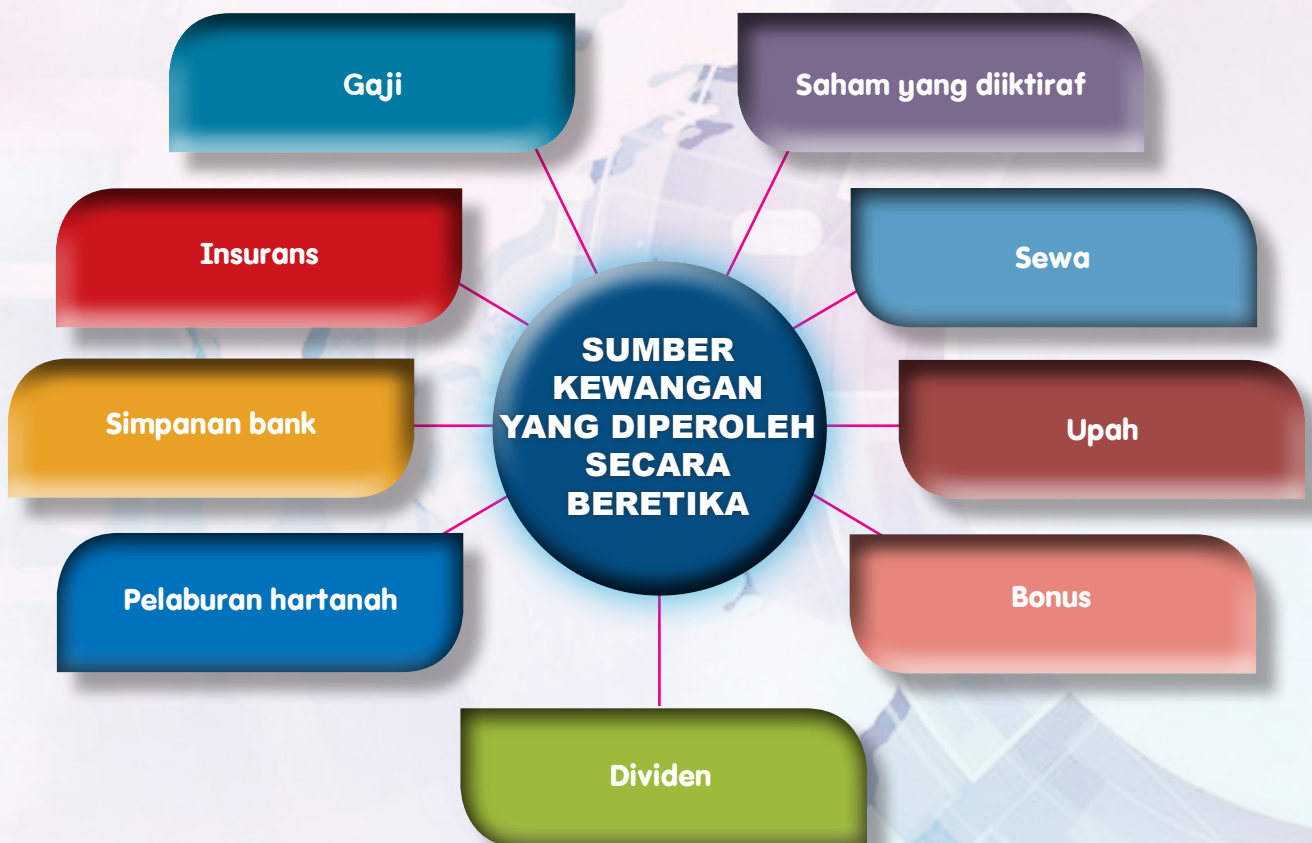 Gaji
Saham yang diiktiraf
Insurans
Sewa
SUMBER
KEWANGAN
YANG DIPEROLEH
SECARA
BERETIKA
Simpanan bank
Upah
Pelaburan hartanah
Bonus
Dividen